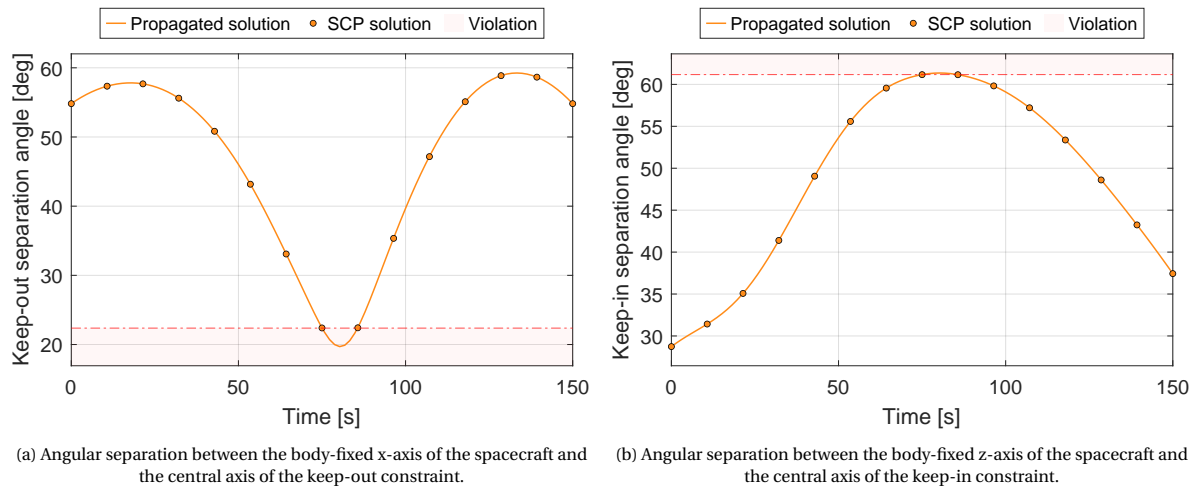 Propagated solution SCP solution Violation
Keep-out separation angle [deg]
60
50
40
30
20
0 50 100 150
Time [s]
(a) Angular separation between the body-fixed x-axis of the spacecraft and
the central axis of the keep-out constraint.
Propagated solution SCP solution Violation
Keep-in separation angle [deg]
60
55
50
45
40
35
30
0 50 100 150
Time [s]
(b) Angular separation between the body-fixed z-axis of the spacecraft and
the central axis of the keep-in constraint.